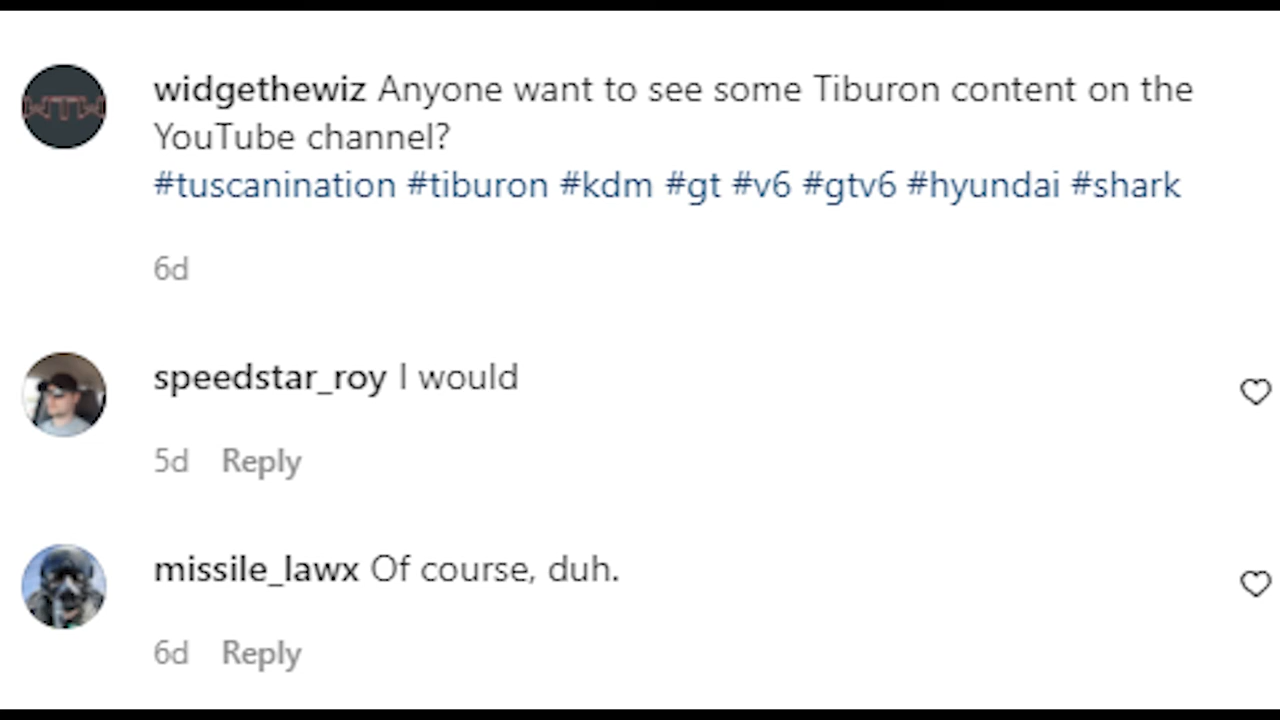 WTW
widgethewiz Anyone want to see some Tiburon content on the
YouTube channel?
#tuscanination #tiburon #kdm #gt #v6 #gtv6 #hyundai #shark
6d
speedstar_roy I would
5d Reply
missile_lawx Of course, duh.
6d Reply